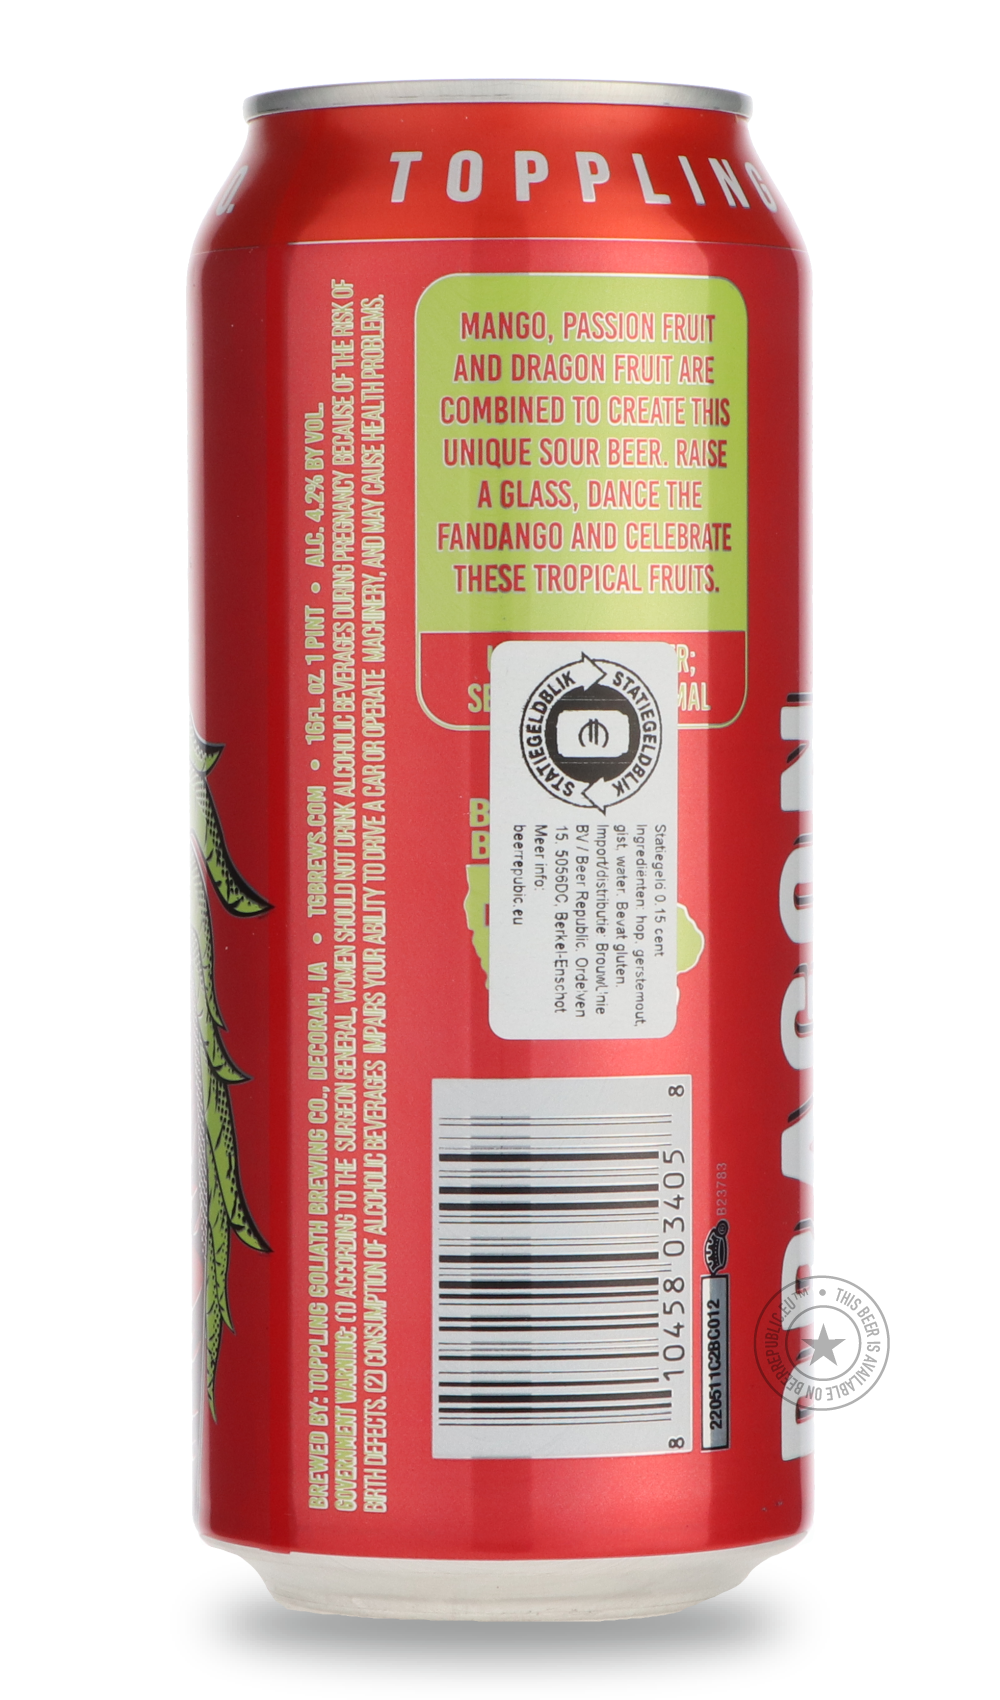 O.
TOPPLING
MANGO, PASSION FRUIT
AND DRAGON FRUIT ARE
COMBINED TO CREATE THIS
UNIQUE SOUR BEER. RAISE
A GLASS, DANCE THE
FANDANGO AND CELEBRATE
THESE TROPICAL FRUITS.
BREWED BY: TOPPLING GOLIATH BREWING CO., DECORAH, IA • TGBREWS.COM • 16FL. OZ. 1 PINT • ALC. 4.2% BY VOL.
GOVERNMENT WARNING: (1) ACCORDING TO THE SURGEON GENERAL, WOMEN SHOULD NOT DRINK ALCOHOLIC BEVERAGES DURING PREGNANCY BECAUSE OF THE RISK OF
BIRTH DEFECTS. (2) CONSUMPTION OF ALCOHOLIC BEVERAGES IMPAIRS YOUR ABILITY TO DRIVE A CAR OR OPERATE MACHINERY, AND MAY CAUSE HEALTH PROBLEMS.
STATIEGELDBLIK STATIEGELDBLIK STATIEGELDBLIK
€
Statiegeld 0.15 cent
Ingrediënten: hop, gerstemout,
gist, water. Bevat gluten.
Import/distributie: BrouwLinie
BV / Beer Republic, Ordelven
15, 5056DC, Berkel-Enschot
Meer info:
beerrepubic.eu
8 10458 03405 8
220511C2BC012
B23783
DRAGON
THIS BEER IS AVAILABLE ON BEERREPUBLIC.EU™